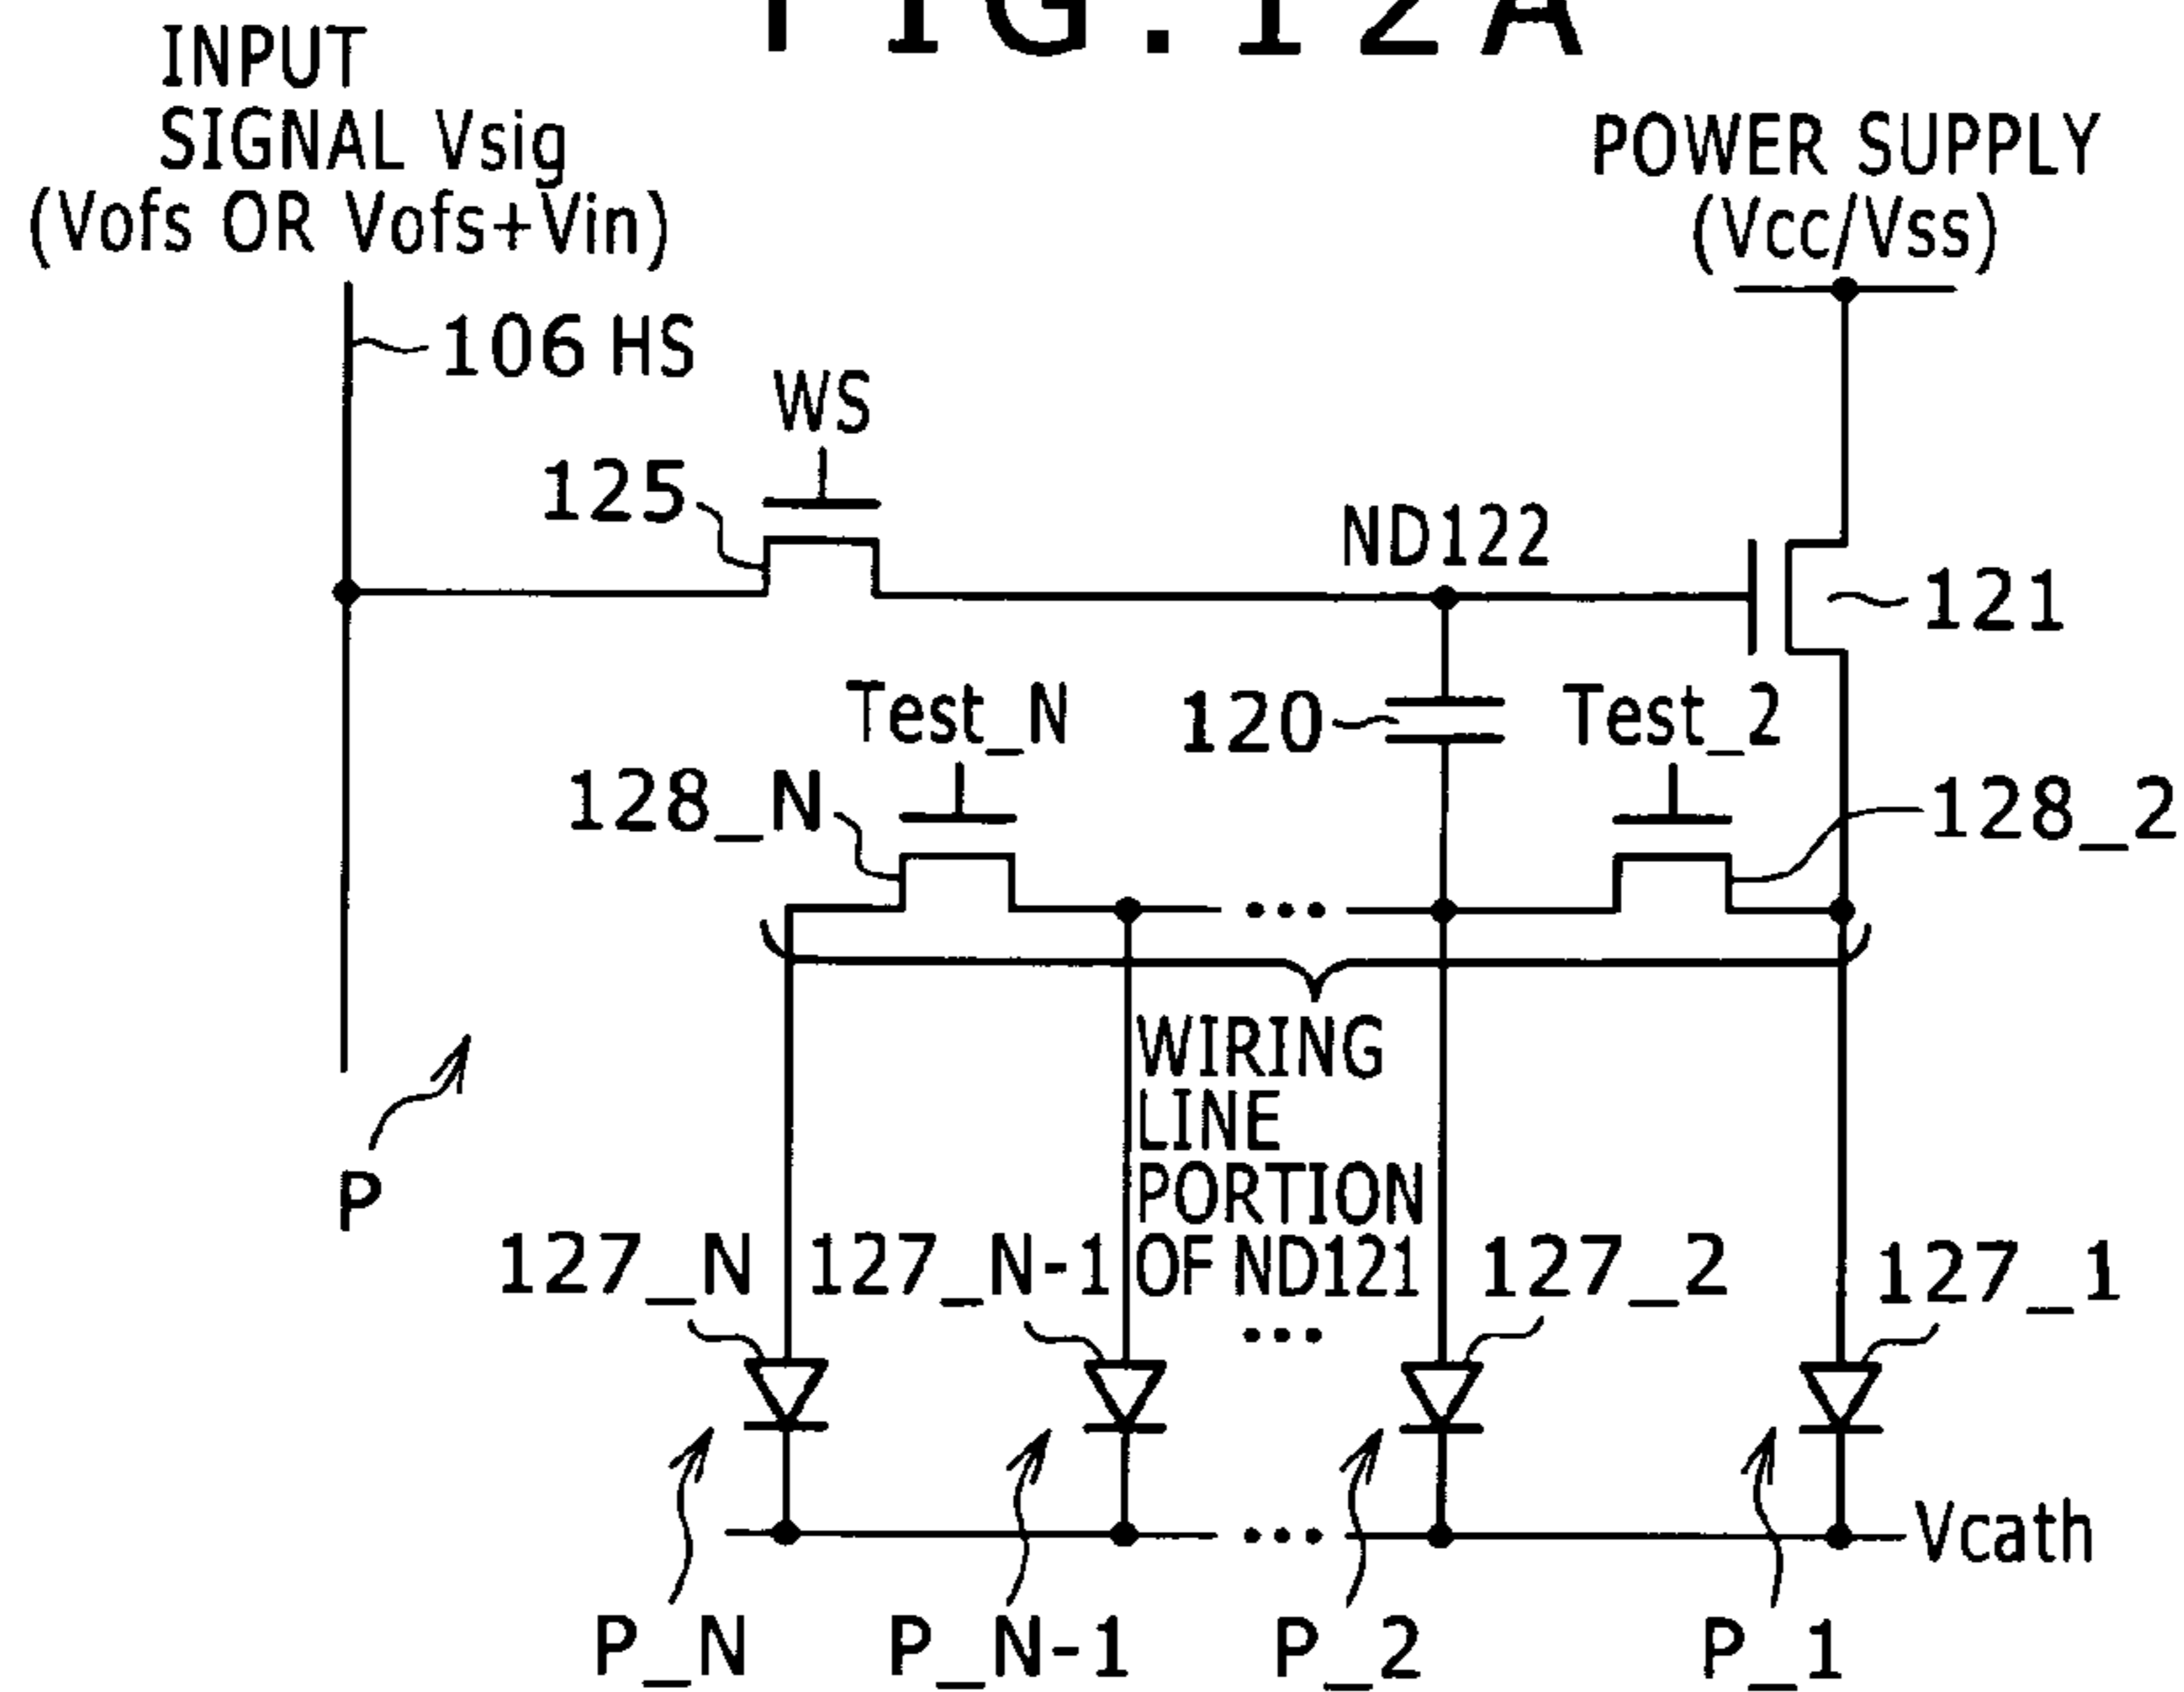 FIG.12A
INPUT
SIGNAL Vsig
(Vofs OR Vofs+Vin)
POWER SUPPLY
(Vcc/Vss)
106 HS
WS
125
ND122
121
Test_N
120
Test_2
128_N
128_2
WIRING
LINE
PORTION
OF ND121
P
127_N
127_N-1
127_2
127_1
...
...
...
Vcath
P_N
P_N-1
P_2
P_1